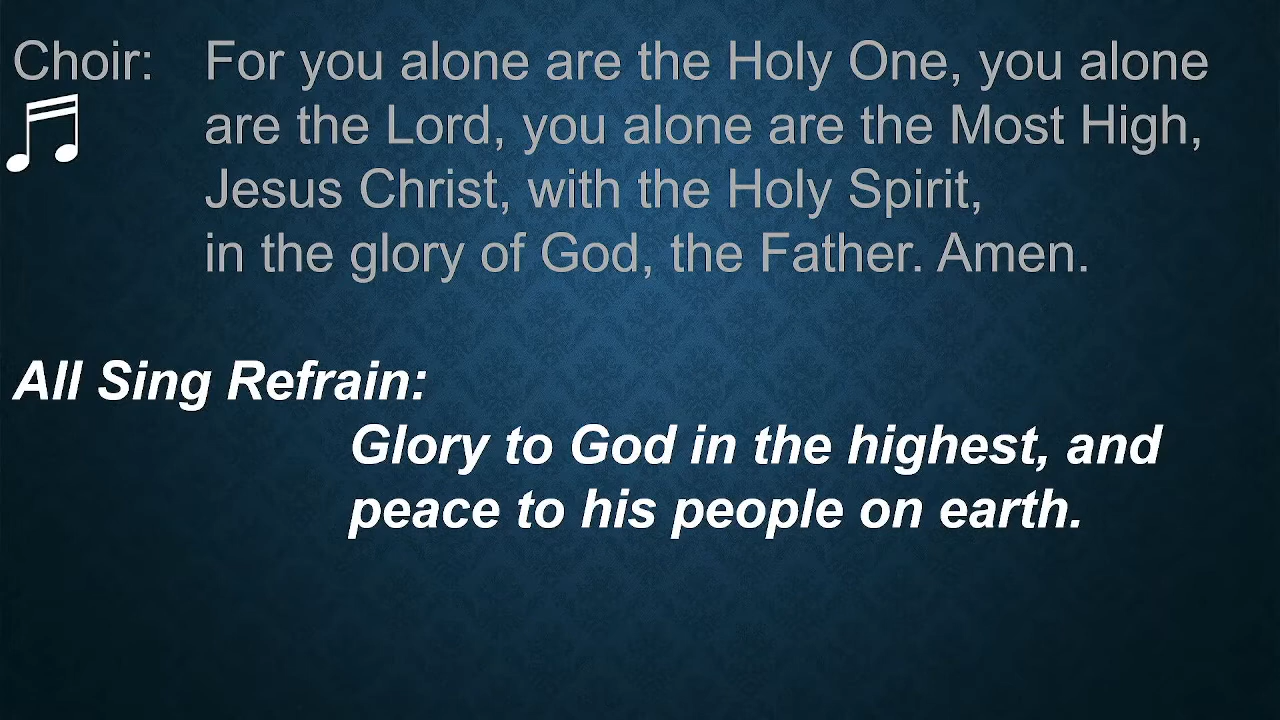 Choir: For you alone are the Holy One, you alone
are the Lord, you alone are the Most High,
Jesus Christ, with the Holy Spirit,
in the glory of God, the Father. Amen.
All Sing Refrain:
Glory to God in the highest, and
peace to his people on earth.